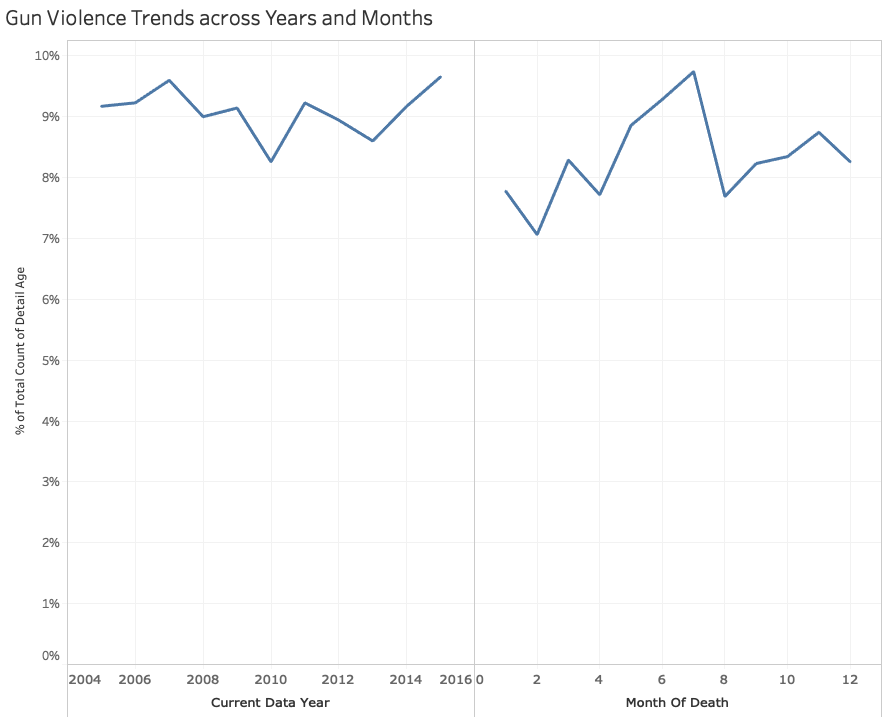 Gun Violence Trends across Years and Months
% of Total Count of Detail Age
10%
9%
8%
7%
6%
5%
4%
3%
2%
1%
0%
2004 2006 2008 2010 2012 2014 2016 0 2 4 6 8 10 12
Current Data Year Month Of Death